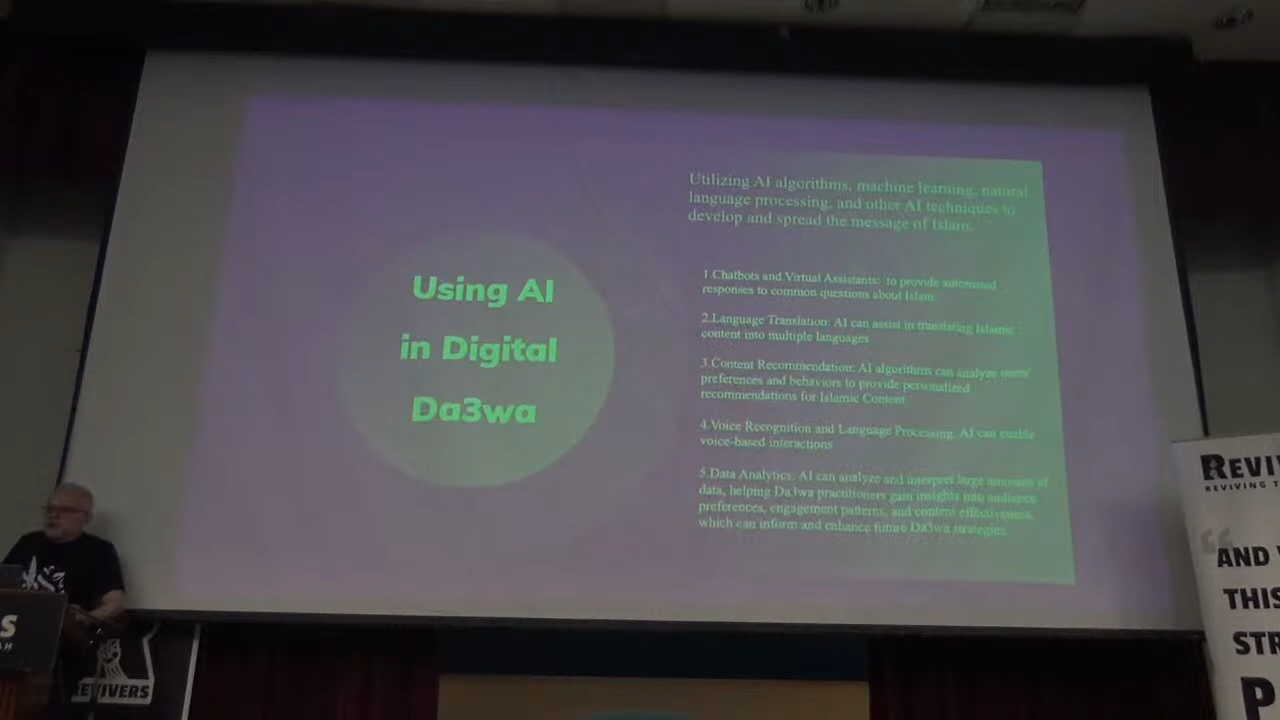 Using AI
in Digital
Da3wa
Utilizing AI algorithms, machine learning, natural
language processing, and other AI techniques to
develop and spread the message of Islam.
1.Chatbots and Virtual Assistants: to provide automated
responses to common questions about Islam
2.Language Translation: AI can assist in translating Islamic
content into multiple languages
3.Content Recommendation: AI algorithms can analyze users'
preferences and behaviors to provide personalized
recommendations for Islamic Content
4.Voice Recognition and Language Processing: AI can enable
voice-based interactions
5.Data Analytics: AI can analyze and interpret large amounts of
data, helping Da3wa practitioners gain insights into audience
preferences, engagement patterns, and content effectiveness,
which can inform and enhance future Da3wa strategies
S
AH
REVIVERS
REVI
REVIVING T
“
AND
THIS
STR
P